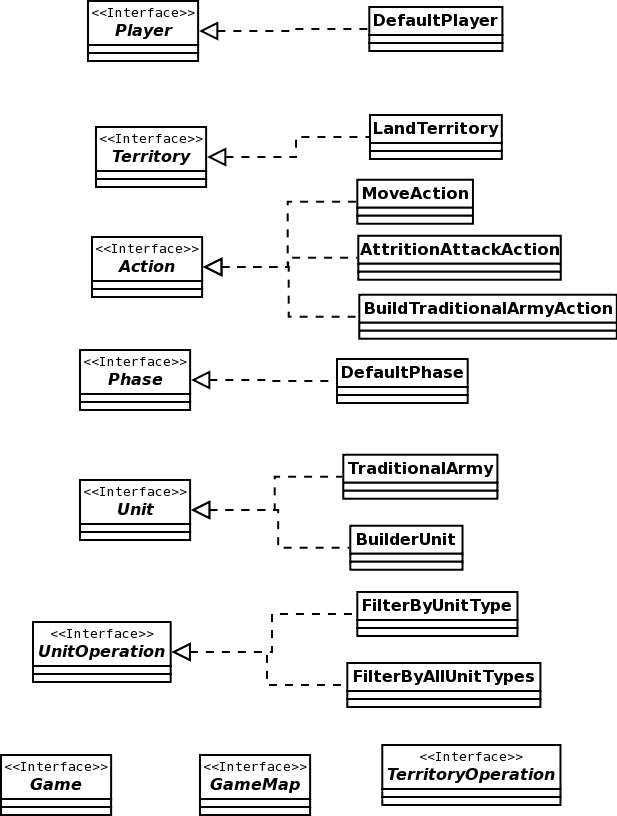 <<Interface>>
Player
DefaultPlayer
<<Interface>>
Territory
LandTerritory
<<Interface>>
Action
MoveAction
AttritionAttackAction
BuildTraditionalArmyAction
<<Interface>>
Phase
DefaultPhase
<<Interface>>
Unit
TraditionalArmy
BuilderUnit
<<Interface>>
UnitOperation
FilterByUnitType
FilterByAllUnitTypes
<<Interface>>
Game
<<Interface>>
GameMap
<<Interface>>
TerritoryOperation